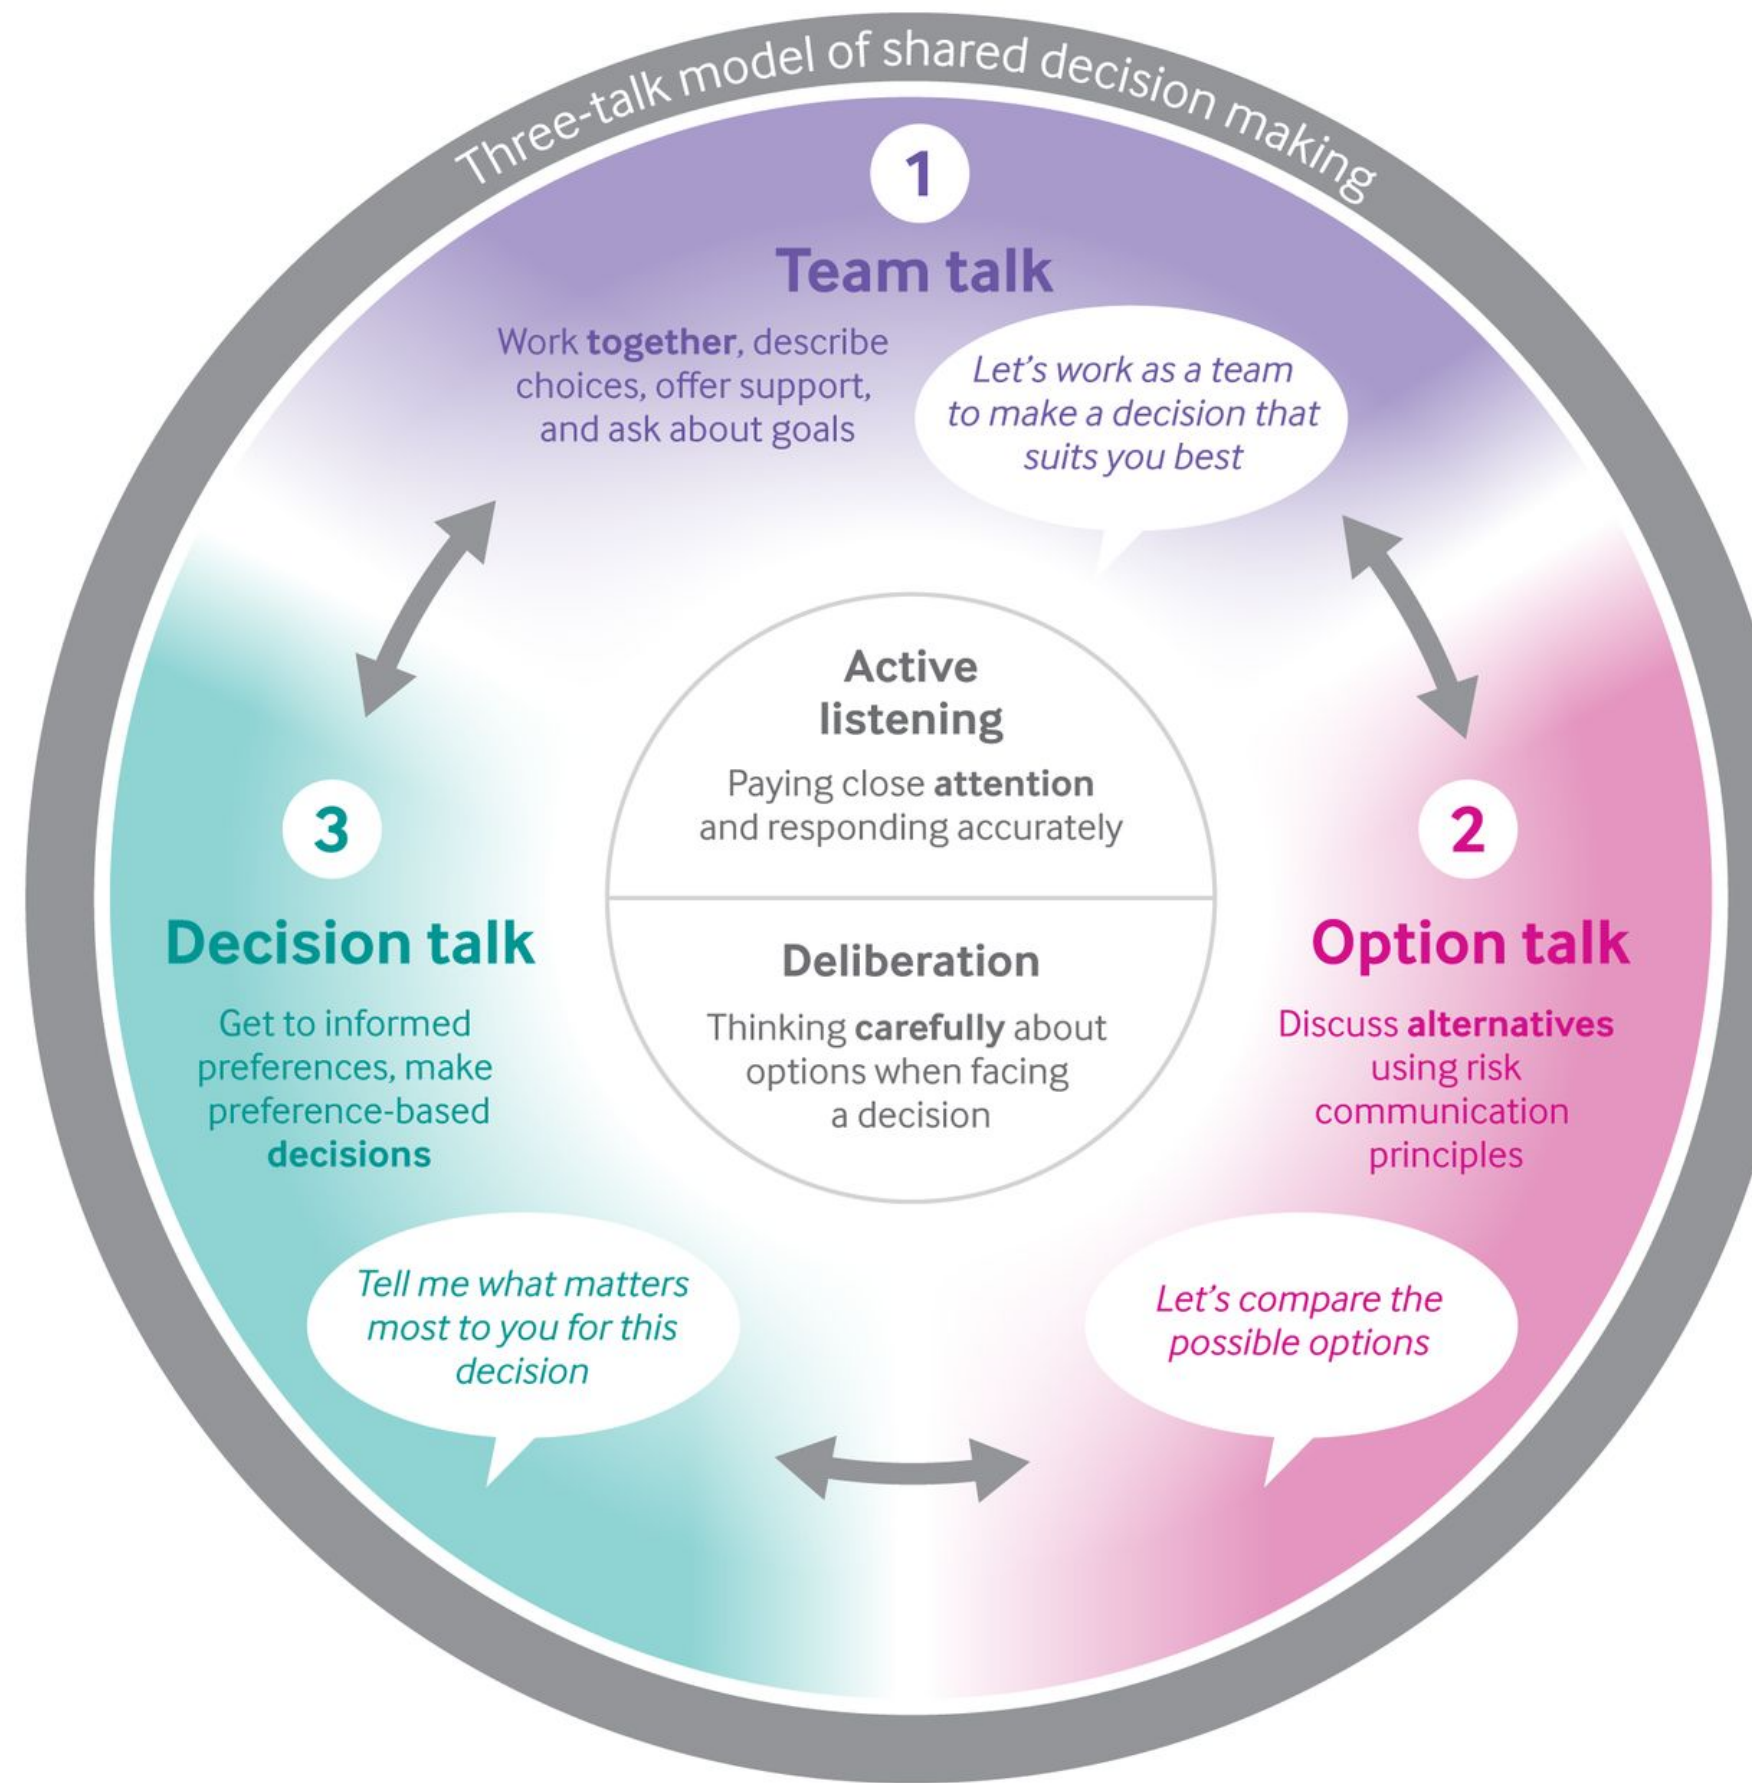 Three-talk model of shared decision making
1
Team talk
Work together, describe
choices, offer support,
and ask about goals
Let's work as a team
to make a decision that
suits you best
Active
listening
Paying close attention
and responding accurately
Deliberation
Thinking carefully about
options when facing
a decision
2
Option talk
Discuss alternatives
using risk
communication
principles
Let's compare the
possible options
3
Decision talk
Get to informed
preferences, make
preference-based
decisions
Tell me what matters
most to you for this
decision